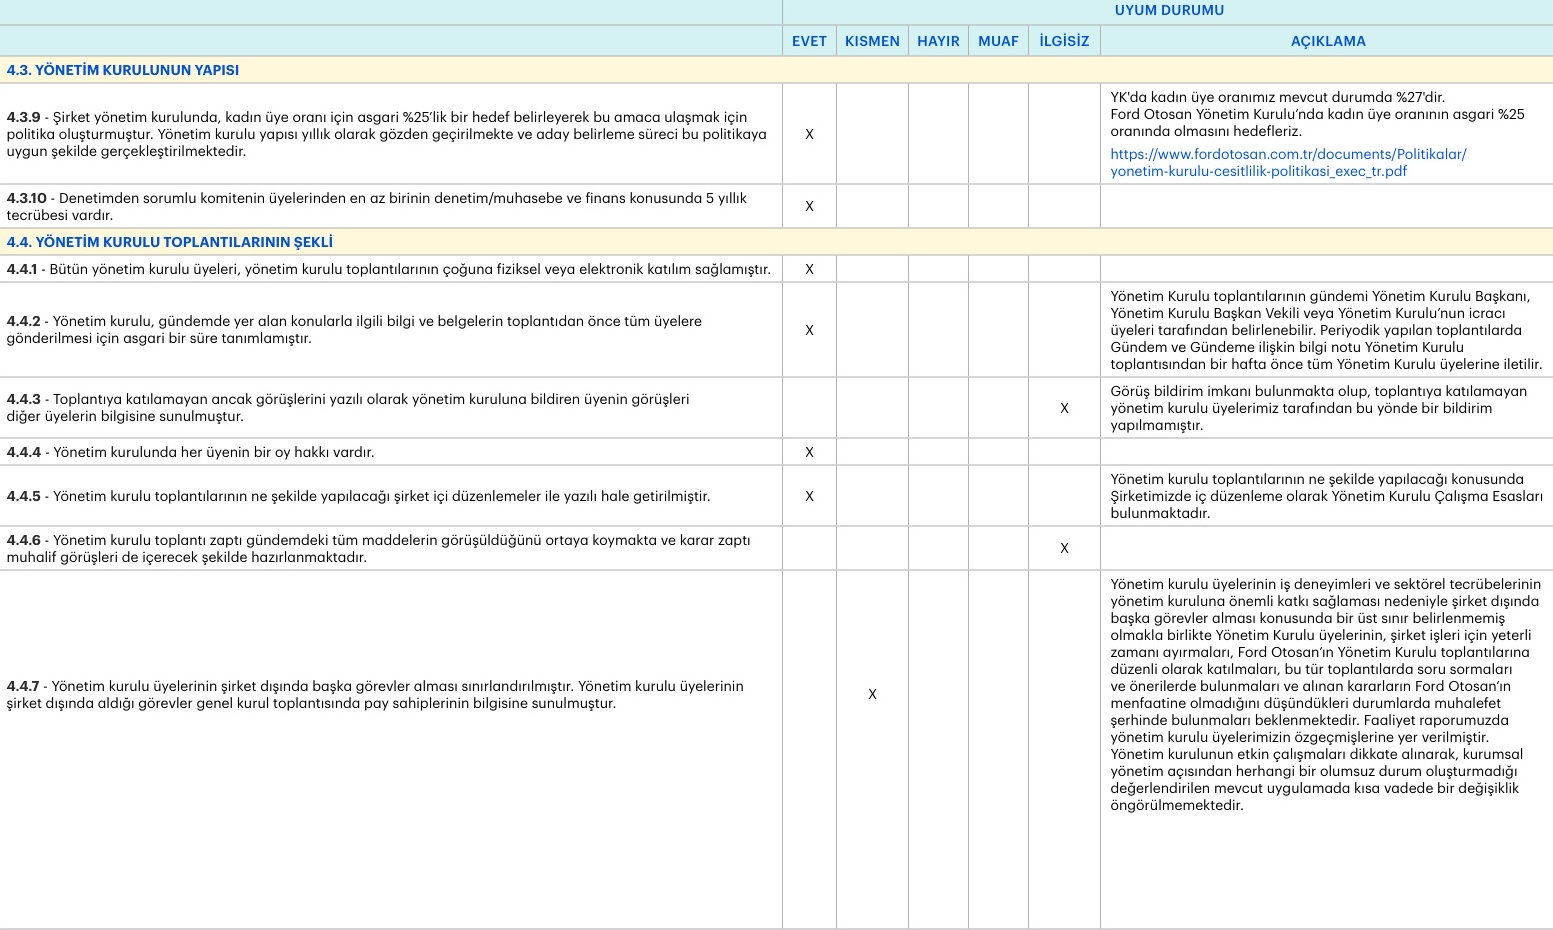 UYUM DURUMU
EVET KISMEN HAYIR MUAF İLGİSİZ AÇIKLAMA
4.3. YÖNETİM KURULUNUN YAPISI
4.3.9 - Şirket yönetim kurulunda, kadın üye oranı için asgari %25’lik bir hedef belirleyerek bu amaca ulaşmak için
politika oluşturmuştur. Yönetim kurulu yapısı yıllık olarak gözden geçirilmekte ve aday belirleme süreci bu politikaya
uygun şekilde gerçekleştirilmektedir.
X
YK'da kadın üye oranımız mevcut durumda %27'dir.
Ford Otosan Yönetim Kurulu’nda kadın üye oranının asgari %25
oranında olmasını hedefleriz.
https://www.fordotosan.com.tr/documents/Politikalar/
yonetim-kurulu-cesitlilik-politikasi_exec_tr.pdf
4.3.10 - Denetimden sorumlu komitenin üyelerinden en az birinin denetim/muhasebe ve finans konusunda 5 yıllık
tecrübesi vardır.
X
4.4. YÖNETİM KURULU TOPLANTILARININ ŞEKLİ
4.4.1 - Bütün yönetim kurulu üyeleri, yönetim kurulu toplantılarının çoğuna fiziksel veya elektronik katılım sağlamıştır. X
4.4.2 - Yönetim kurulu, gündemde yer alan konularla ilgili bilgi ve belgelerin toplantıdan önce tüm üyelere
gönderilmesi için asgari bir süre tanımlamıştır.
X
Yönetim Kurulu toplantılarının gündemi Yönetim Kurulu Başkanı,
Yönetim Kurulu Başkan Vekili veya Yönetim Kurulu’nun icracı
üyeleri tarafından belirlenebilir. Periyodik yapılan toplantılarda
Gündem ve Gündeme ilişkin bilgi notu Yönetim Kurulu
toplantısından bir hafta önce tüm Yönetim Kurulu üyelerine iletilir.
4.4.3 - Toplantıya katılamayan ancak görüşlerini yazılı olarak yönetim kuruluna bildiren üyenin görüşleri
diğer üyelerin bilgisine sunulmuştur.
X
Görüş bildirim imkanı bulunmakta olup, toplantıya katılamayan
yönetim kurulu üyelerimiz tarafından bu yönde bir bildirim
yapılmamıştır.
4.4.4 - Yönetim kurulunda her üyenin bir oy hakkı vardır. X
4.4.5 - Yönetim kurulu toplantılarının ne şekilde yapılacağı şirket içi düzenlemeler ile yazılı hale getirilmiştir. X
Yönetim kurulu toplantılarının ne şekilde yapılacağı konusunda
Şirketimizde iç düzenleme olarak Yönetim Kurulu Çalışma Esasları
bulunmaktadır.
4.4.6 - Yönetim kurulu toplantı zaptı gündemdeki tüm maddelerin görüşüldüğünü ortaya koymakta ve karar zaptı
muhalif görüşleri de içerecek şekilde hazırlanmaktadır.
X
4.4.7 - Yönetim kurulu üyelerinin şirket dışında başka görevler alması sınırlandırılmıştır. Yönetim kurulu üyelerinin
şirket dışında aldığı görevler genel kurul toplantısında pay sahiplerinin bilgisine sunulmuştur.
X
Yönetim kurulu üyelerinin iş deneyimleri ve sektörel tecrübelerinin
yönetim kuruluna önemli katkı sağlaması nedeniyle şirket dışında
başka görevler alması konusunda bir üst sınır belirlenmemiş
olmakla birlikte Yönetim Kurulu üyelerinin, şirket işleri için yeterli
zamanı ayırmaları, Ford Otosan’ın Yönetim Kurulu toplantılarına
düzenli olarak katılmaları, bu tür toplantılarda soru sormaları
ve önerilerde bulunmaları ve alınan kararların Ford Otosan’ın
menfaatine olmadığını düşündükleri durumlarda muhalefet
şerhinde bulunmaları beklenmektedir. Faaliyet raporumuzda
yönetim kurulu üyelerimizin özgeçmişlerine yer verilmiştir.
Yönetim kurulunun etkin çalışmaları dikkate alınarak, kurumsal
yönetim açısından herhangi bir olumsuz durum oluşturmadığı
değerlendirilen mevcut uygulamada kısa vadede bir değişiklik
öngörülmemektedir.